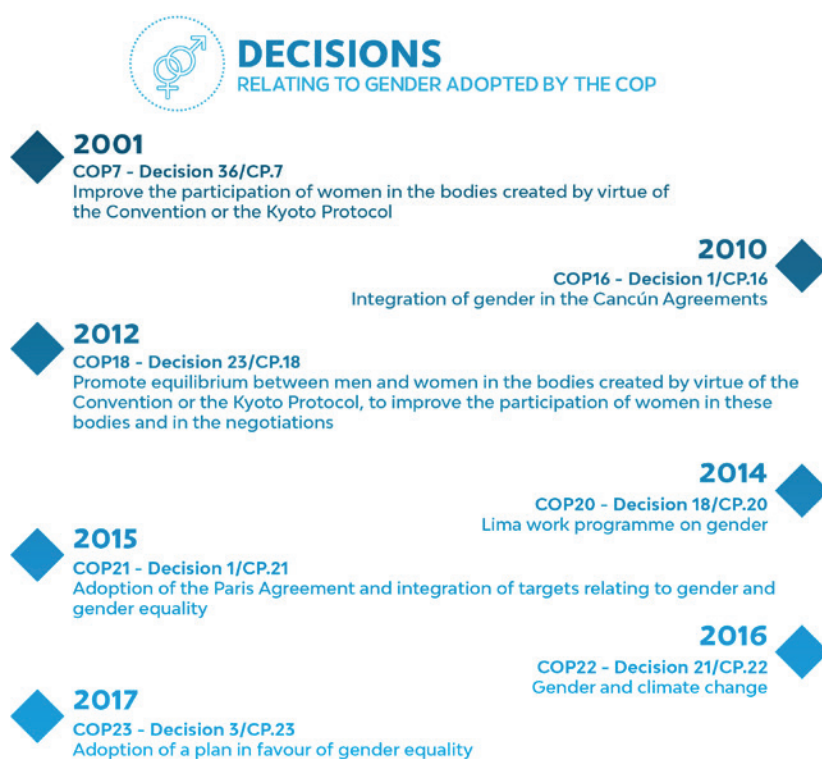 DECISIONS
RELATING TO GENDER ADOPTED BY THE COP
2001
COP7 - Decision 36/CP.7
Improve the participation of women in the bodies created by virtue of
the Convention or the Kyoto Protocol
2010
COP16 - Decision 1/CP.16
Integration of gender in the Cancún Agreements
2012
COP18 - Decision 23/CP.18
Promote equilibrium between men and women in the bodies created by virtue of the
Convention or the Kyoto Protocol, to improve the participation of women in these
bodies and in the negotiations
2014
COP20 - Decision 18/CP.20
Lima work programme on gender
2015
COP21 - Decision 1/CP.21
Adoption of the Paris Agreement and integration of targets relating to gender and
gender equality
2016
COP22 - Decision 21/CP.22
Gender and climate change
2017
COP23 - Decision 3/CP.23
Adoption of a plan in favour of gender equality